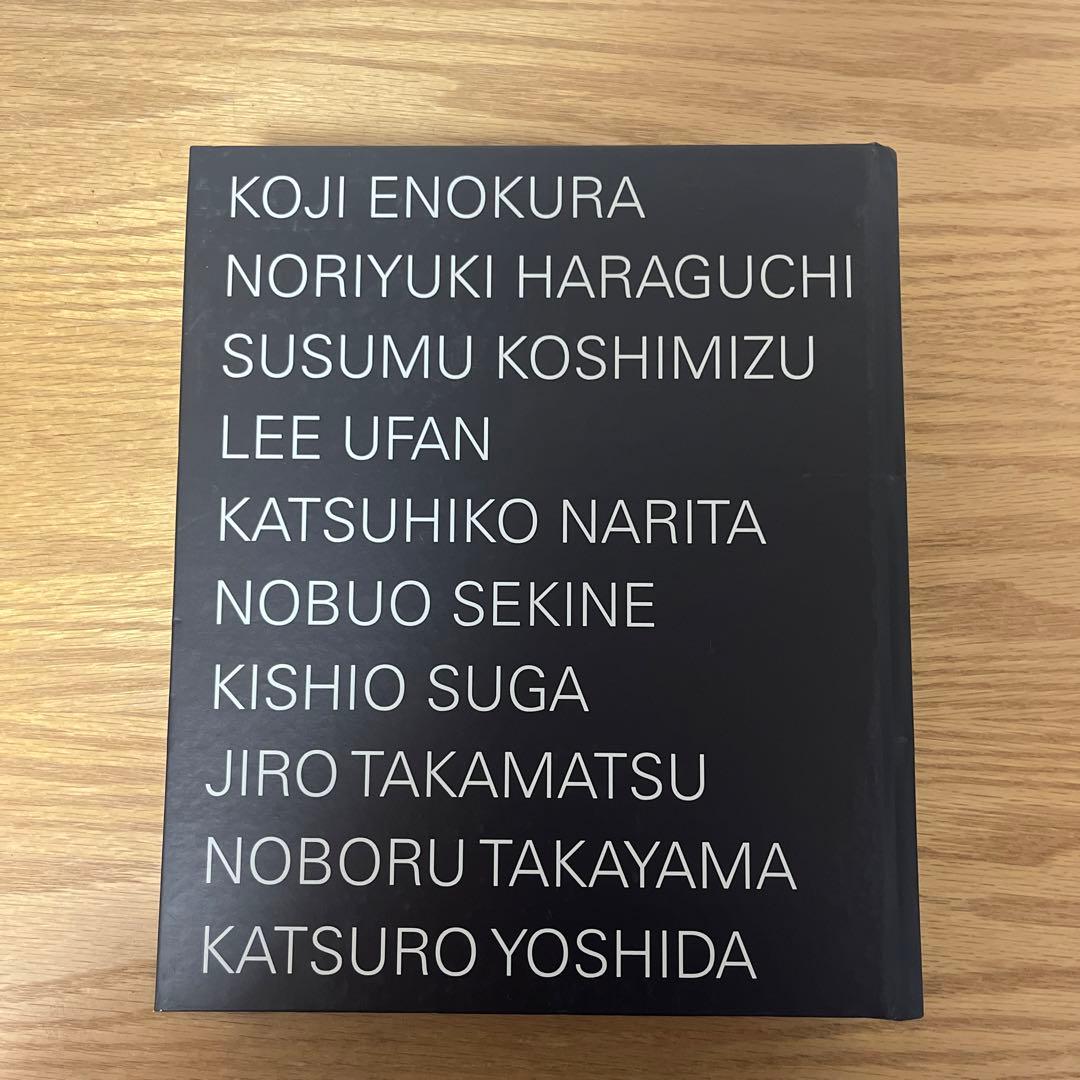 KOJI ENOKURA
NORIYUKI HARAGUCHI
SUSUMU KOSHIMIZU
LEE UFAN
KATSUHIKO NARITA
NOBUO SEKINE
KISHIO SUGA
JIRO TAKAMATSU
NOBORU TAKAYAMA
KATSURO YOSHIDA